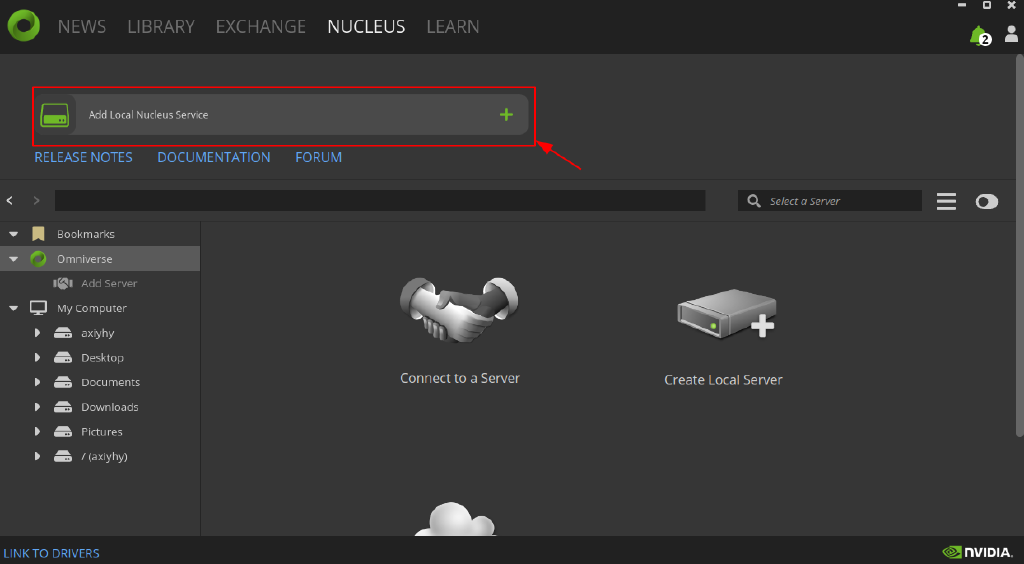 NEWS LIBRARY EXCHANGE NUCLEUS LEARN
2
Add Local Nucleus Service
RELEASE NOTES DOCUMENTATION FORUM
Select a Server
Bookmarks
Omniverse
Add Server
My Computer
axiyhy
Desktop
Documents
Downloads
Pictures
/ (axiyhy)
Connect to a Server
Create Local Server
LINK TO DRIVERS
NVIDIA.